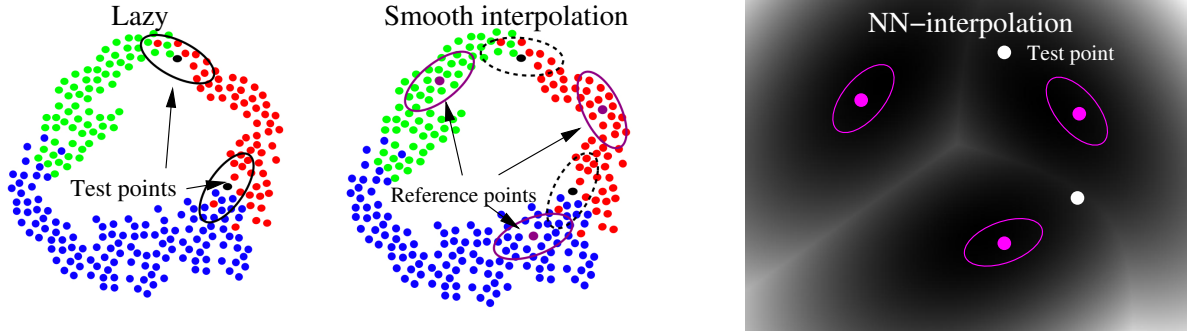 Lazy
Test points
Smooth interpolation
Reference points
NN−interpolation
Test point